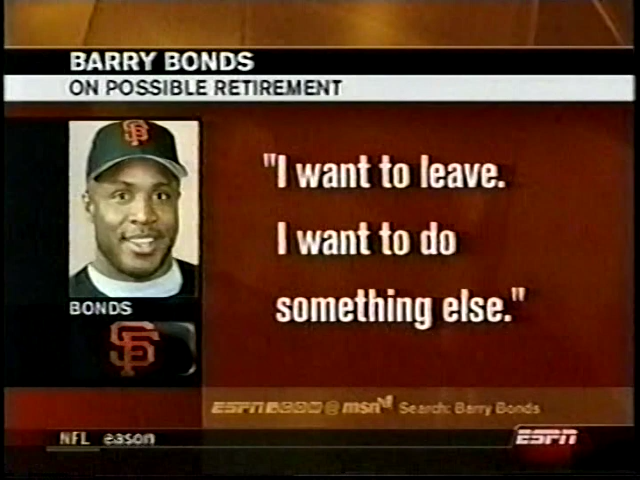 BARRY BONDS
ON POSSIBLE RETIREMENT
SF
"I want to leave.
I want to do
something else."
BONDS
SF
@ msn Search: Barry Bonds
NFL eason
ESPN